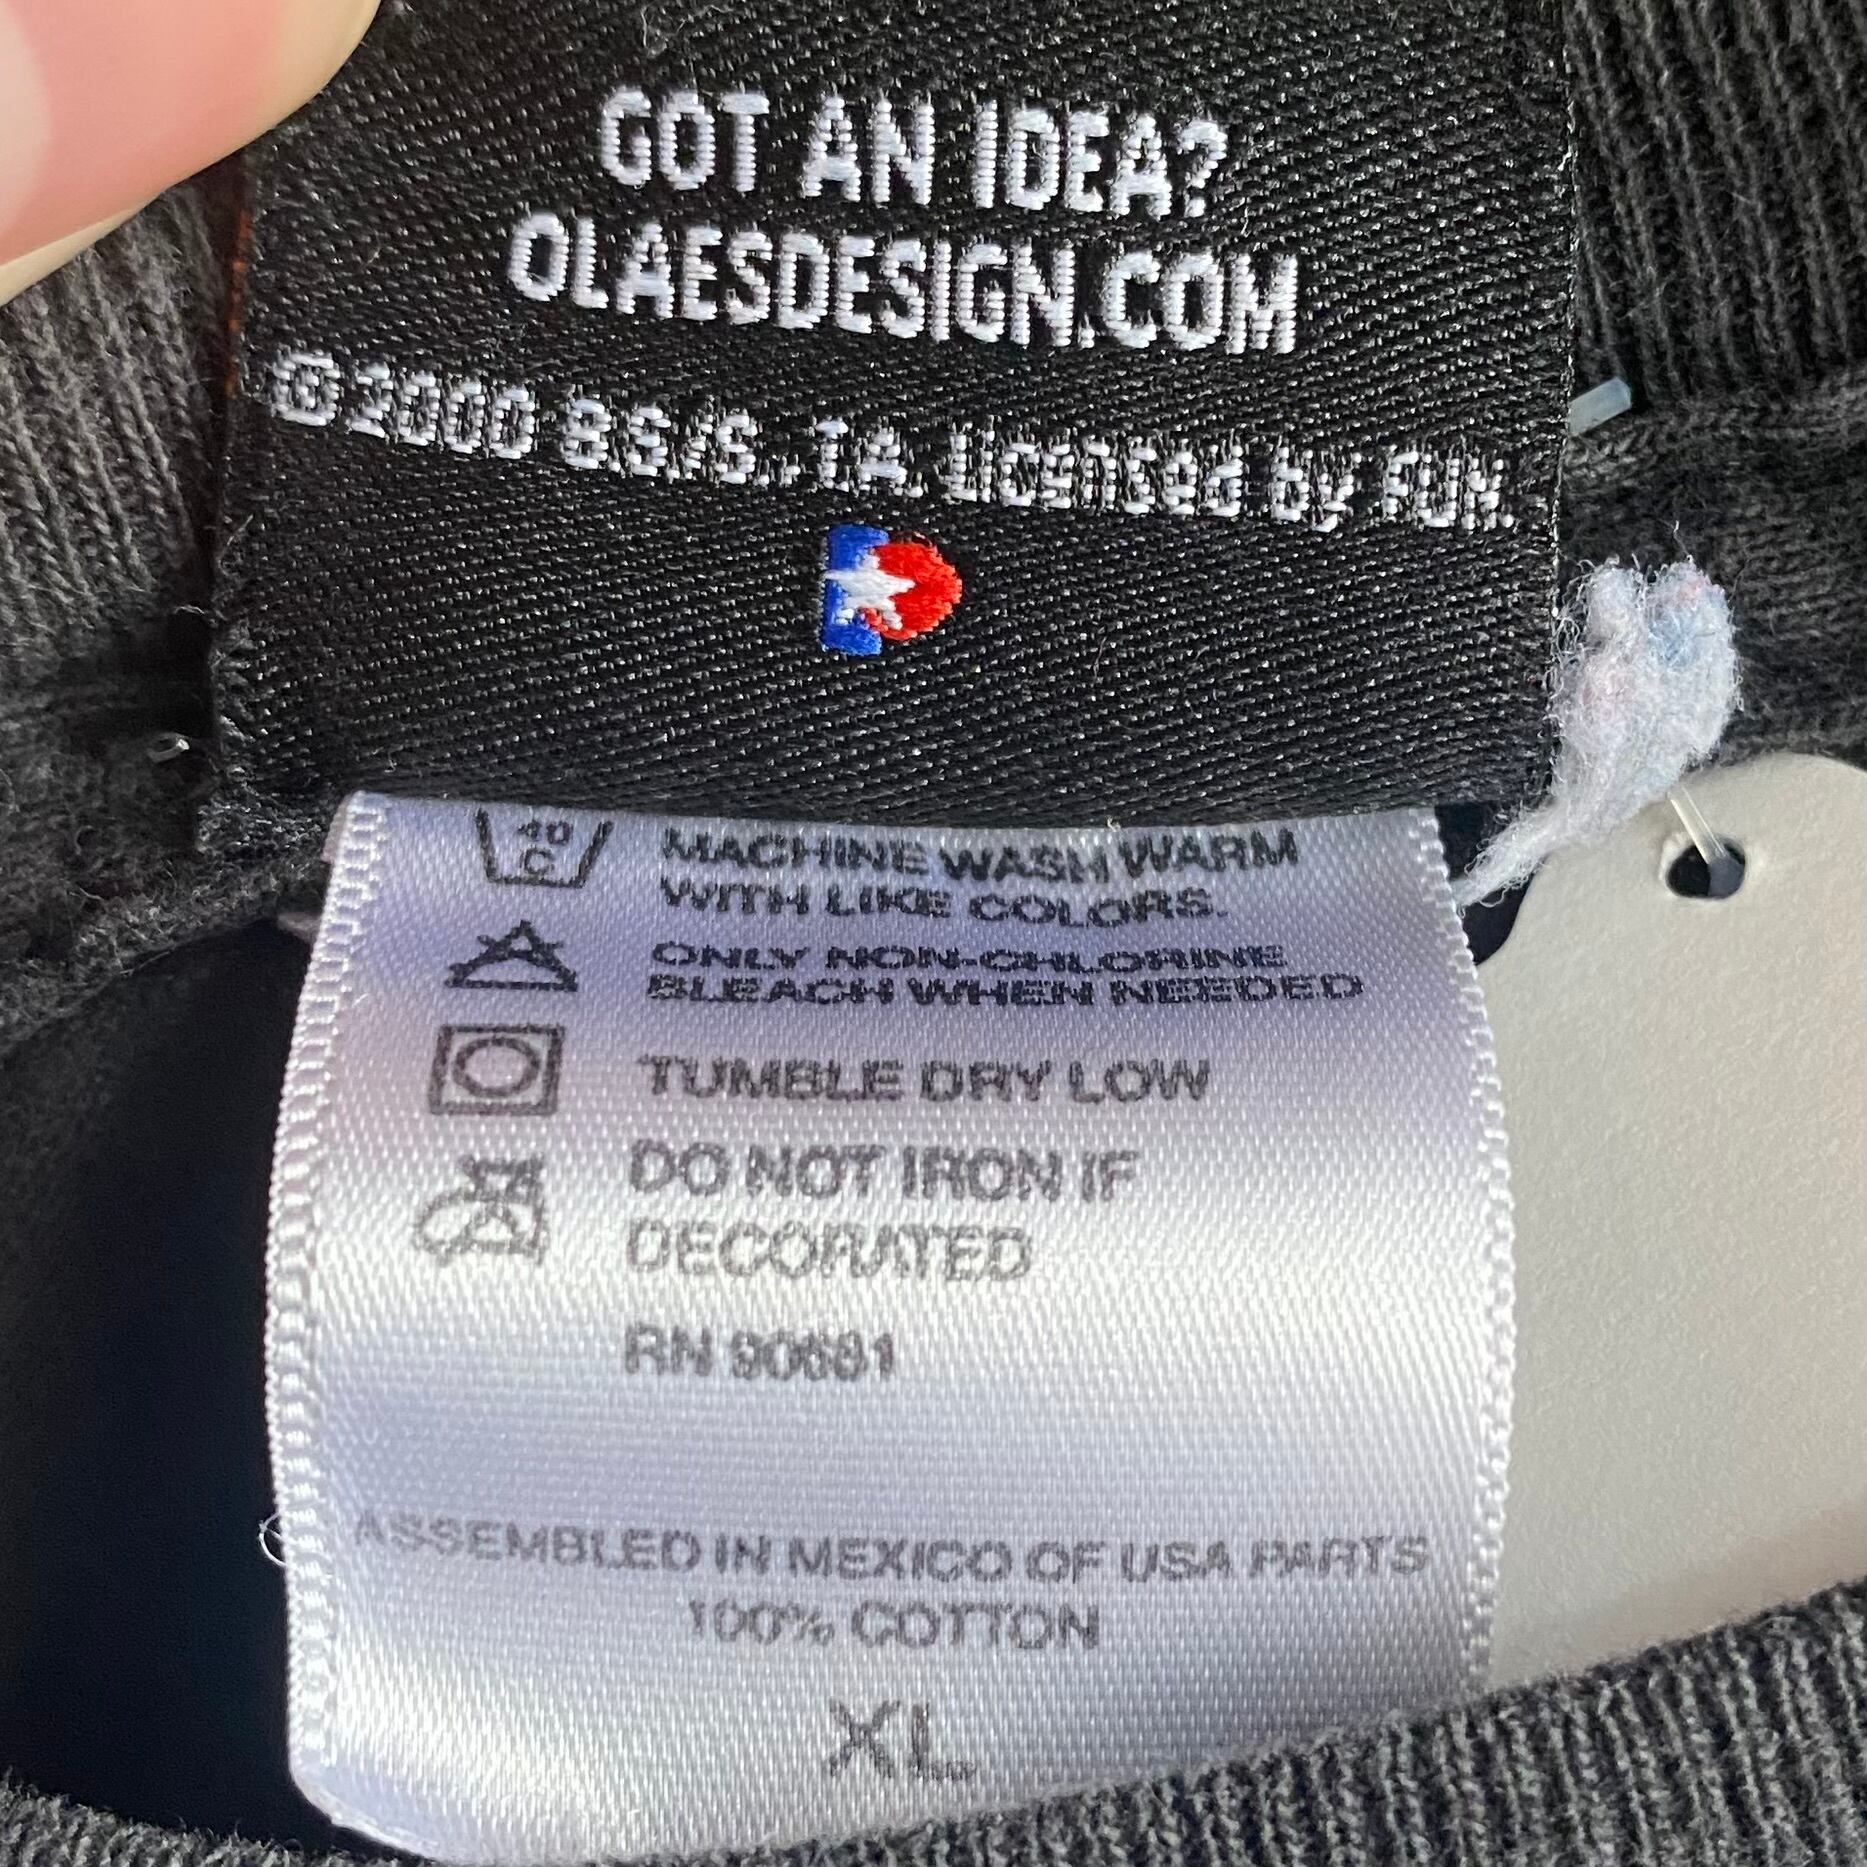 GOT AN IDEA?
OLAESDESIGN.COM
©2000 Licensed by
40
C
MACHINE WASH WARM
WITH LIKE COLORS.
ONLY NON-CHLORINE
BLEACH WHEN NEEDED
TUMBLE DRY LOW
DO NOT IRON IF
DECORATED
RN 90681
ASSEMBLED IN MEXICO OF USA PARTS
100% COTTON
XL